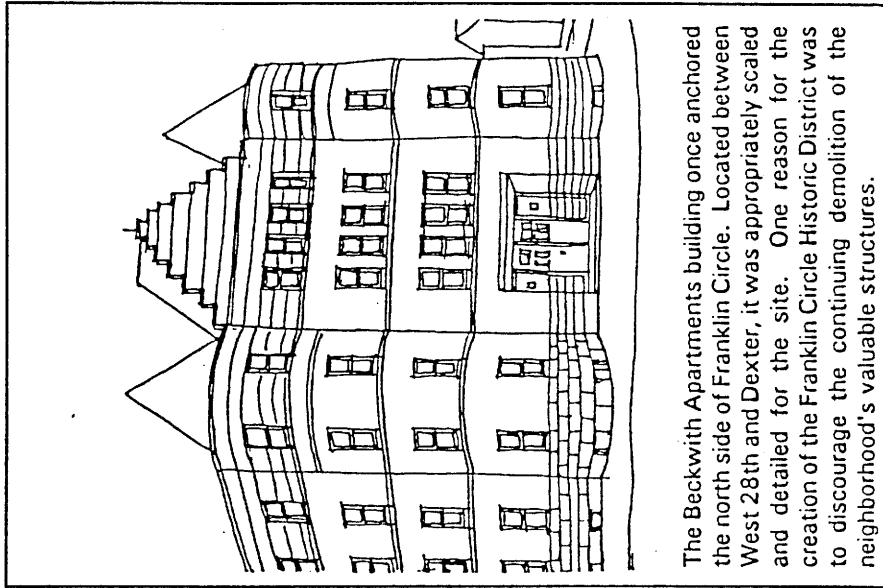 The Beckwith Apartments building once anchored
the north side of Franklin Circle. Located between
West 28th and Dexter, it was appropriately scaled
and detailed for the site. One reason for the
creation of the Franklin Circle Historic District was
to discourage the continuing demolition of the
neighborhood's valuable structures.